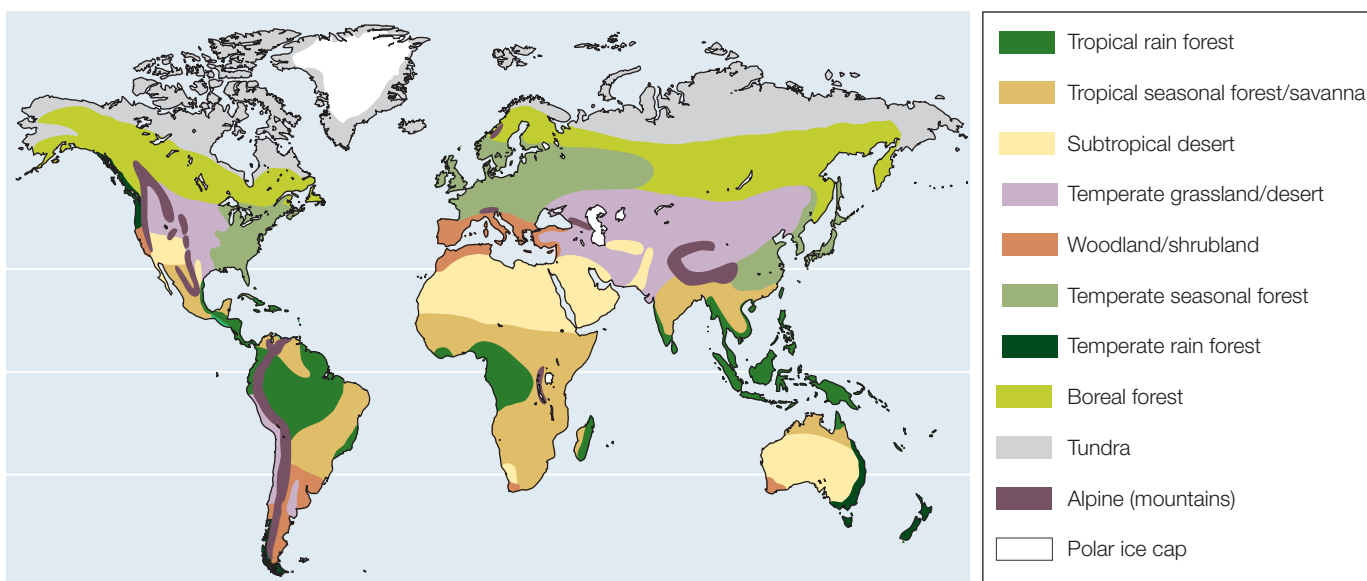 Tropical rain forest
Tropical seasonal forest/savanna
Subtropical desert
Temperate grassland/desert
Woodland/shrubland
Temperate seasonal forest
Temperate rain forest
Boreal forest
Tundra
Alpine (mountains)
Polar ice cap